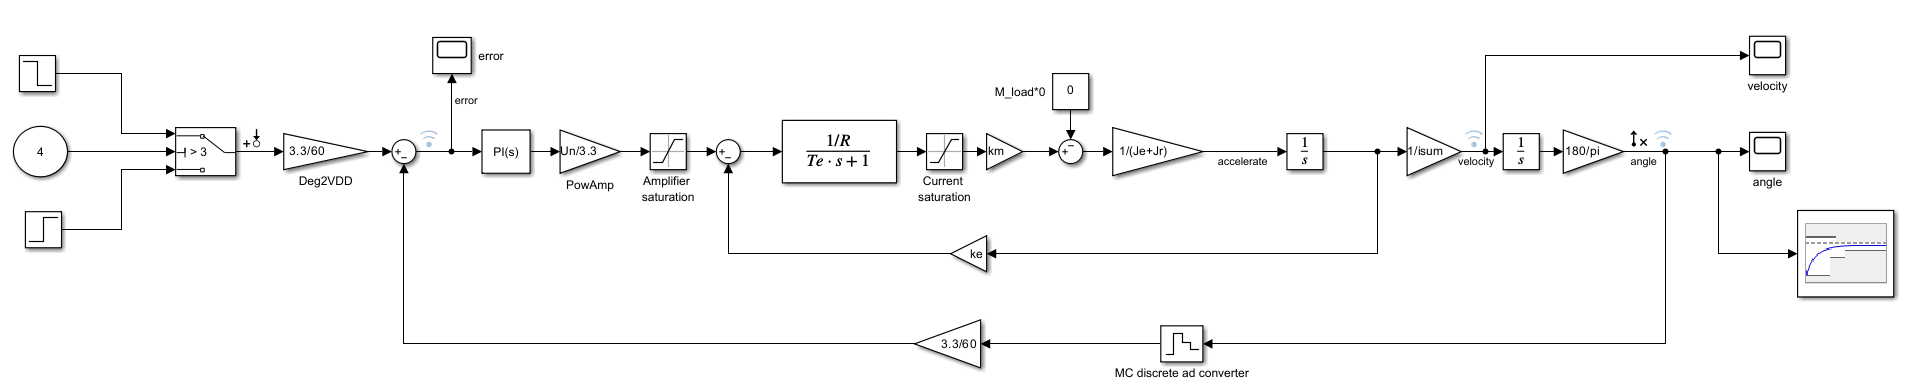 error
error
velocity
M_load*0
0
4
> 3
3.3/60
Deg2VDD
PI(s)
Un/3.3
PowAmp
Amplifier
saturation
1/R
Te · s + 1
Current
saturation
km
1/(Je+Jr)
accelerate
1
s
1/isum
velocity
1
s
180/pi
angle
angle
ke
3.3/60
MC discrete ad converter